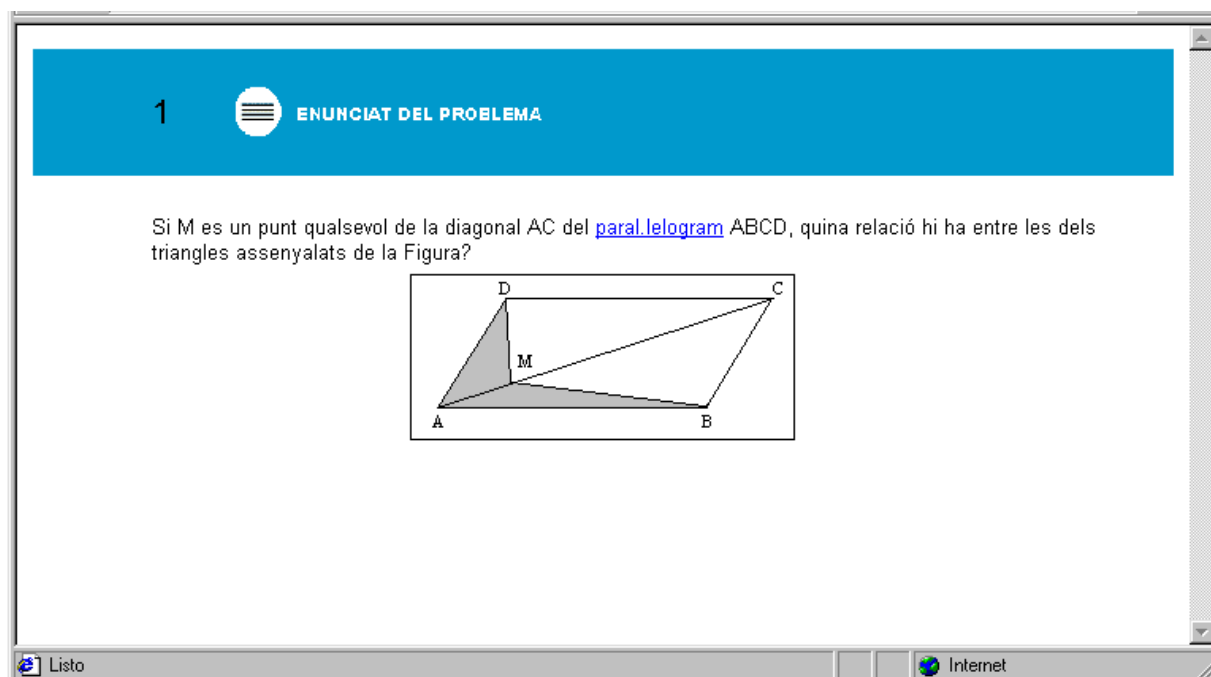 1 ENUNCIAT DEL PROBLEMA
Si M es un punt qualsevol de la diagonal AC del paral.lelogram ABCD, quina relació hi ha entre les dels
triangles assenyalats de la Figura?
D C
M
A B
Listo Internet